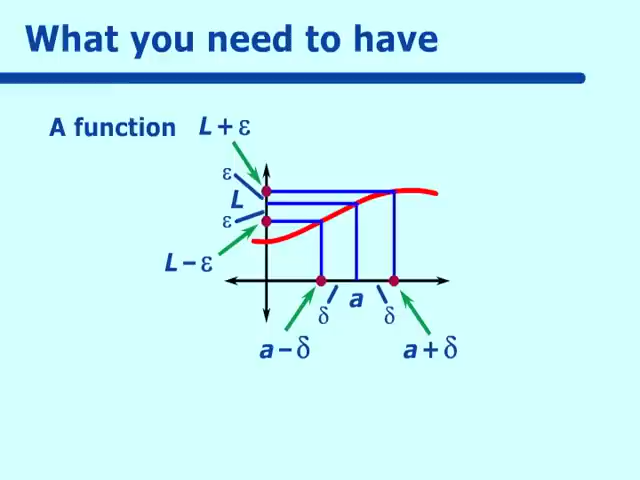 What you need to have
A function
L + ε
ε
L
ε
L – ε
δ
a
δ
a – δ
a + δ